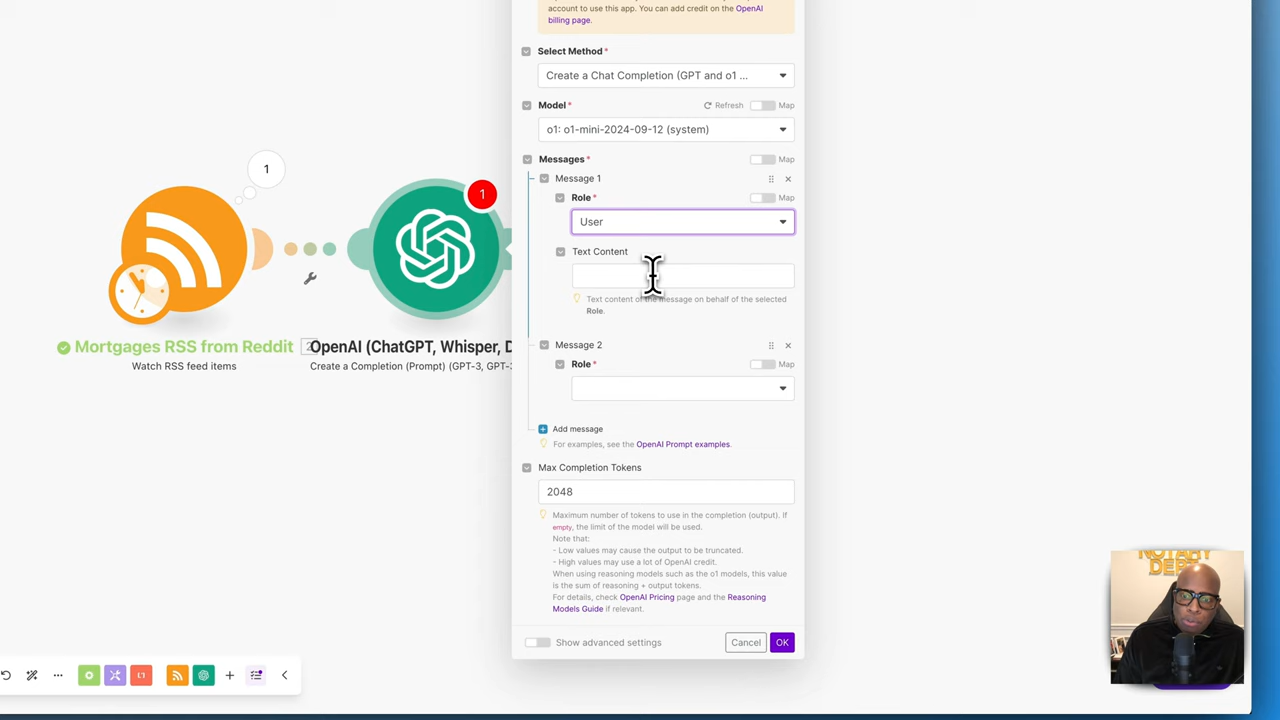 account to use this app. You can add credit on the OpenAI
billing page.
Select Method*
Create a Chat Completion (GPT and o1 ...
Model*
Refresh
Map
o1: o1-mini-2024-09-12 (system)
Messages*
Map
Message 1
Role*
Map
User
Text Content
Text content of the message on behalf of the selected
Role.
Message 2
Role*
Map
Add message
For examples, see the OpenAI Prompt examples.
Max Completion Tokens
2048
Maximum number of tokens to use in the completion (output). If
empty, the limit of the model will be used.
Note that:
- Low values may cause the output to be truncated.
- High values may use a lot of OpenAI credit.
When using reasoning models such as the o1 models, this value
is the sum of reasoning + output tokens.
For details, check OpenAI Pricing page and the Reasoning
Models Guide if relevant.
Show advanced settings
Cancel
OK
1
1
Mortgages RSS from Reddit
Watch RSS feed items
OpenAI (ChatGPT, Whisper, D
Create a Completion (Prompt) (GPT-3, GPT-3
NOTARY